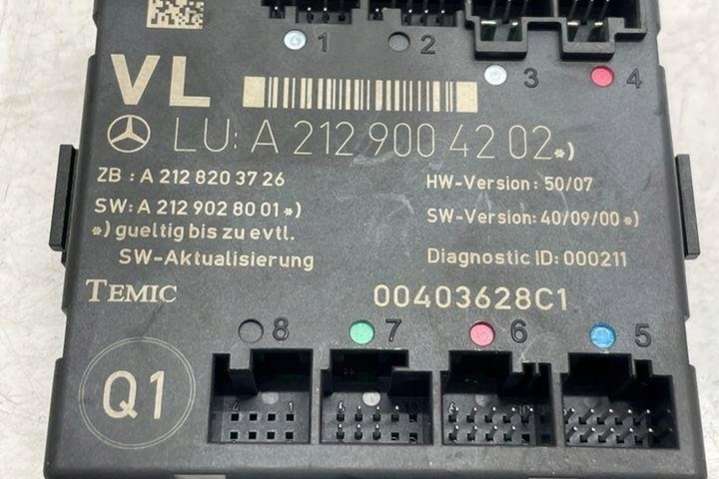 1 2 3 4
VL
LU: A 212 900 42 02 *)
ZB : A 212 820 37 26
HW-Version: 50/07
SW: A 212 902 80 01 *)
SW-Version: 40/09/00 *)
*) gueltig bis zu evtl.
SW-Aktualisierung
Diagnostic ID: 000211
TEMIC
00403628C1
8 7 6 5
Q1